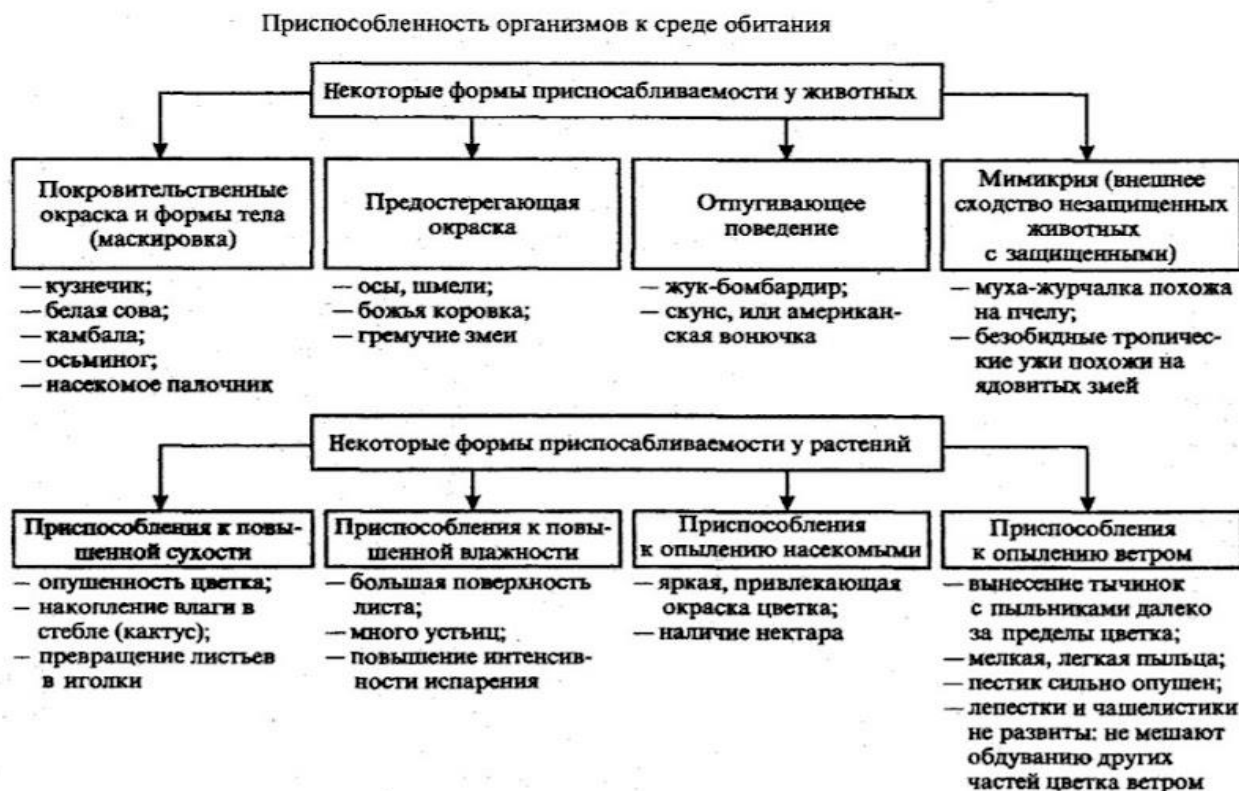 Приспособленность организмов к среде обитания
Некоторые формы приспосабливаемости у животных
Покровительственные
окраска и формы тела
(маскировка)
— кузнечик;
— белая сова;
— камбала;
— осьминог;
— насекомое палочник
Предостерегающая
окраска
— осы, шмели;
— божья коровка;
— гремучие змеи
Отпугивающее
поведение
— жук-бомбардир;
— скунс, или американ-
ская вонючка
Мимикрия (внешнее
сходство незащищенных
животных
с защищенными)
— муха-журчалка похожа
на пчелу;
— безобидные тропичес-
кие ужи похожи на
ядовитых змей
Некоторые формы приспосабливаемости у растений
Приспособления к повы-
шенной сухости
— опушенность цветка;
— накопление влаги в
стебле (кактус);
— превращение листьев
в иголки
Приспособления к повы-
шенной влажности
— большая поверхность
листа;
— много устьиц;
— повышение интенсив-
ности испарения
Приспособления
к опылению насекомыми
— яркая, привлекающая
окраска цветка;
— наличие нектара
Приспособления
к опылению ветром
— вынесение тычинок
с пыльниками далеко
за пределы цветка;
— мелкая, легкая пыльца;
— пестик сильно опушен;
— лепестки и чашелистики
не развиты: не мешают
обдуванию других
частей цветка ветром